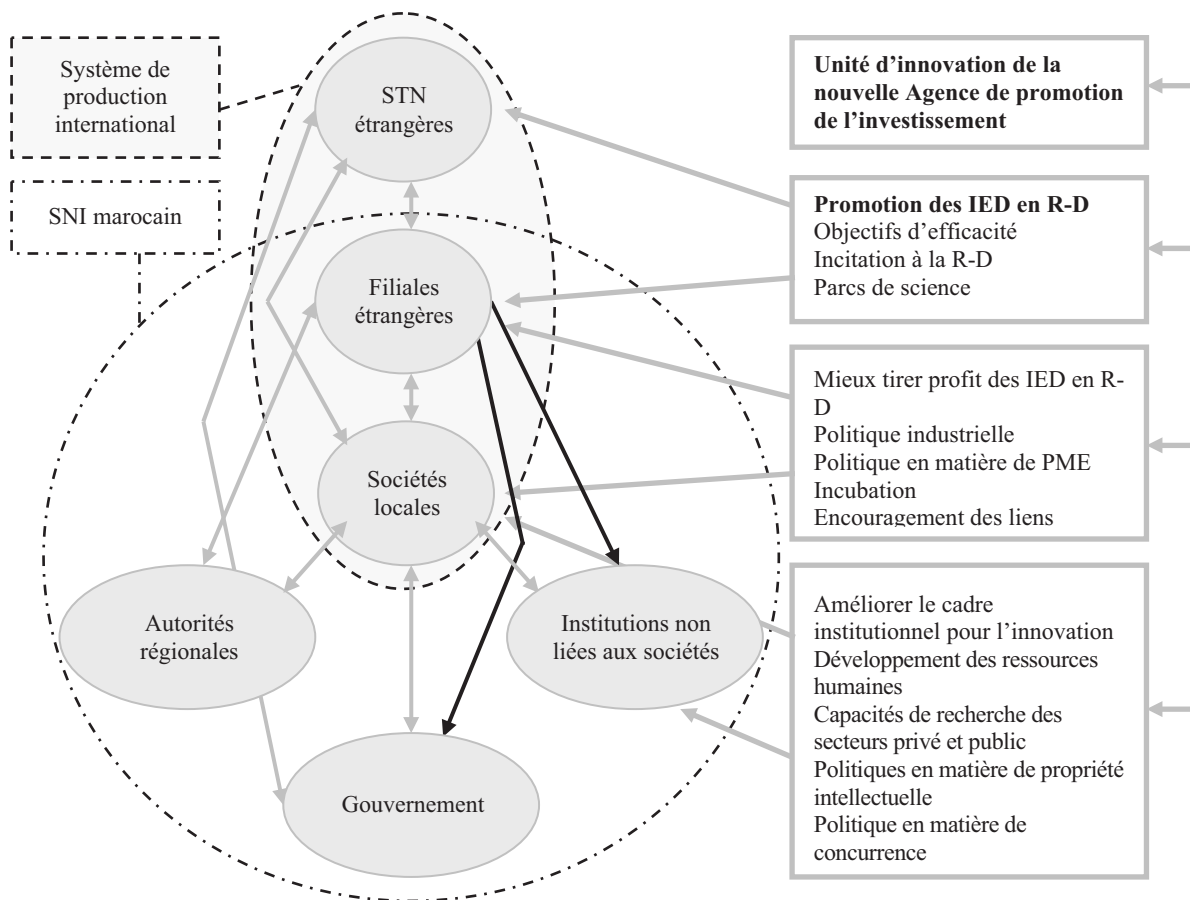 Système de
production
international
SNI marocain
STN
étrangères
Filiales
étrangères
Sociétés
locales
Autorités
régionales
Institutions non
liées aux sociétés
Gouvernement
Unité d'innovation de la
nouvelle Agence de promotion
de l'investissement
Promotion des IED en R-D
Objectifs d'efficacité
Incitation à la R-D
Parcs de science
Mieux tirer profit des IED en R-
D
Politique industrielle
Politique en matière de PME
Incubation
Encouragement des liens
Améliorer le cadre
institutionnel pour l'innovation
Développement des ressources
humaines
Capacités de recherche des
secteurs privé et public
Politiques en matière de propriété
intellectuelle
Politique en matière de
concurrence